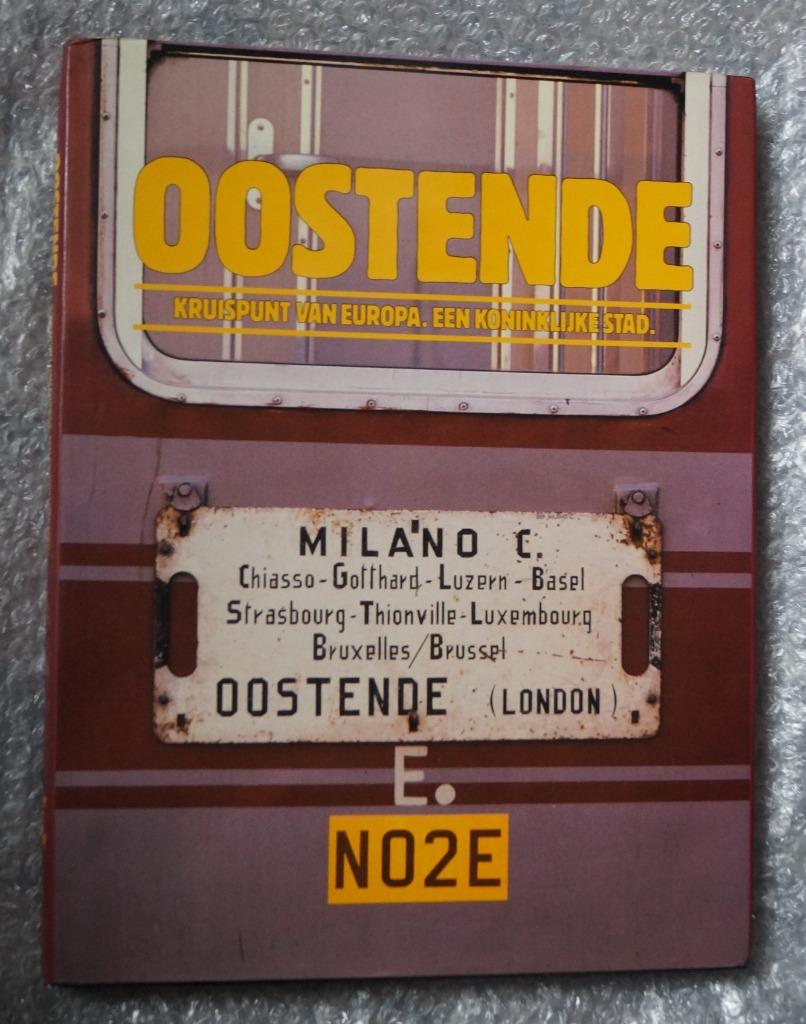 OOSTENDE
KRUISPUNT VAN EUROPA. EEN KONINKLIJKE STAD.
MILANO C.
Chiasso-Gotthard-Luzern-Basel
Strasbourg-Thionville-Luxembourg
Bruxelles/Brussel
OOSTENDE (LONDON)
E.
NO2E